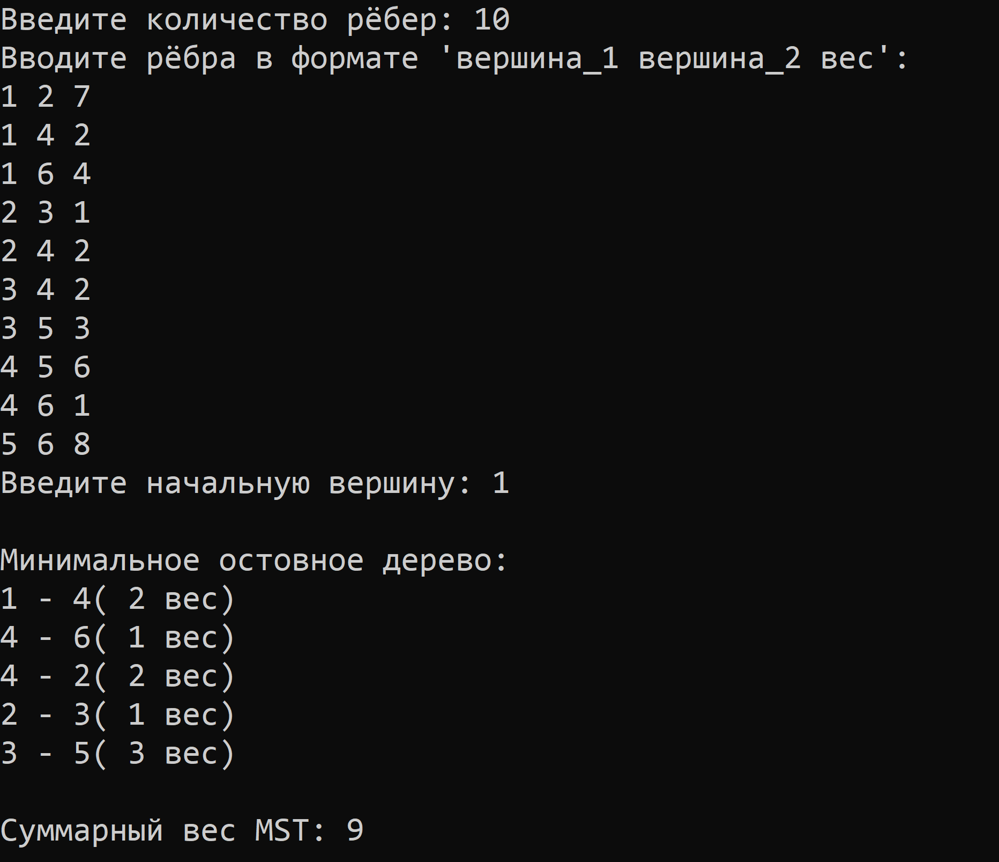 Введите количество рёбер: 10
Вводите рёбра в формате 'вершина_1 вершина_2 вес':
1 2 7
1 4 2
1 6 4
2 3 1
2 4 2
3 4 2
3 5 3
4 5 6
4 6 1
5 6 8
Введите начальную вершину: 1
Минимальное остовное дерево:
1 - 4( 2 вес)
4 - 6( 1 вес)
4 - 2( 2 вес)
2 - 3( 1 вес)
3 - 5( 3 вес)
Суммарный вес MST: 9